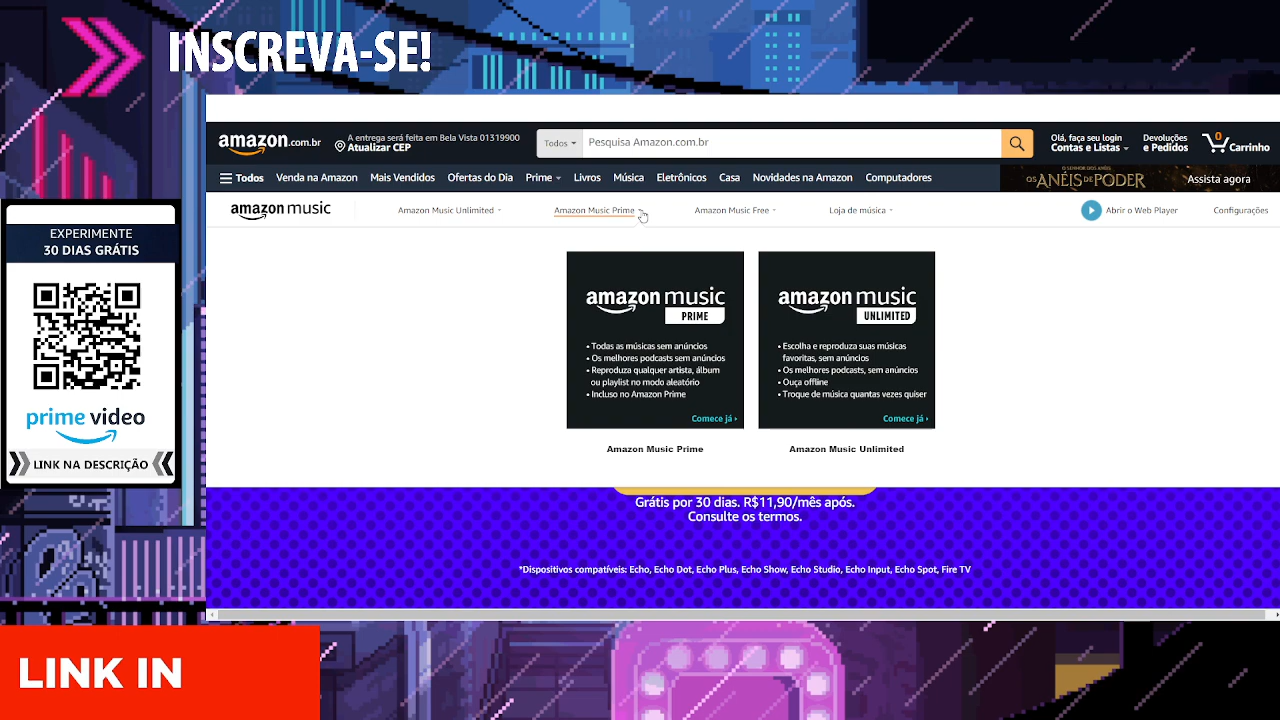 INSCREVA-SE!
amazon.com.br
A entrega será feita em Bela Vista 01319900
Atualizar CEP
Todos
Pesquisa Amazon.com.br
Olá, faça seu login
Contas e Listas
Devoluções
e Pedidos
0
Carrinho
Todos
Venda na Amazon
Mais Vendidos
Ofertas do Dia
Prime
Livros
Música
Eletrônicos
Casa
Novidades na Amazon
Computadores
O SENHOR DOS ANÉIS
OS ANÉIS DE PODER
Assista agora
amazon music
Amazon Music Unlimited
Amazon Music Prime
Amazon Music Free
Loja de música
Abrir o Web Player
Configurações
EXPERIMENTE
30 DIAS GRÁTIS
prime video
LINK NA DESCRIÇÃO
amazon music
PRIME
• Todas as músicas sem anúncios
• Os melhores podcasts sem anúncios
• Reproduza qualquer artista, álbum
ou playlist no modo aleatório
• Incluso no Amazon Prime
Comece já ›
Amazon Music Prime
amazon music
UNLIMITED
• Escolha e reproduza suas músicas
favoritas, sem anúncios
• Os melhores podcasts, sem anúncios
• Ouça offline
• Troque de música quantas vezes quiser
Comece já ›
Amazon Music Unlimited
Grátis por 30 dias. R$11,90/mês após.
Consulte os termos.
*Dispositivos compatíveis: Echo, Echo Dot, Echo Plus, Echo Show, Echo Studio, Echo Input, Echo Spot, Fire TV
LINK IN